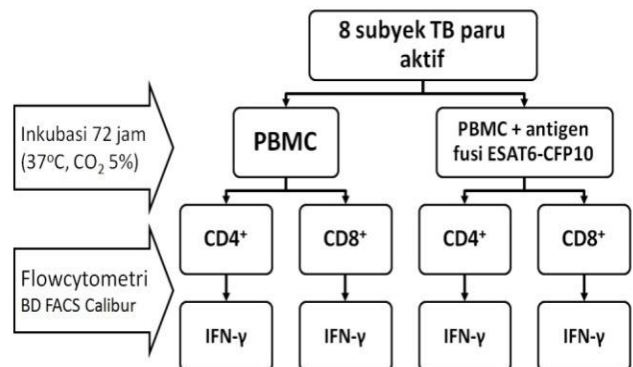 8 subyek TB paru
aktif
Inkubasi 72 jam
(37°C, CO₂ 5%)
PBMC
PBMC + antigen
fusi ESAT6-CFP10
CD4⁺
CD8⁺
CD4⁺
CD8⁺
Flowcytometri
BD FACS Calibur
IFN-γ
IFN-γ
IFN-γ
IFN-γ